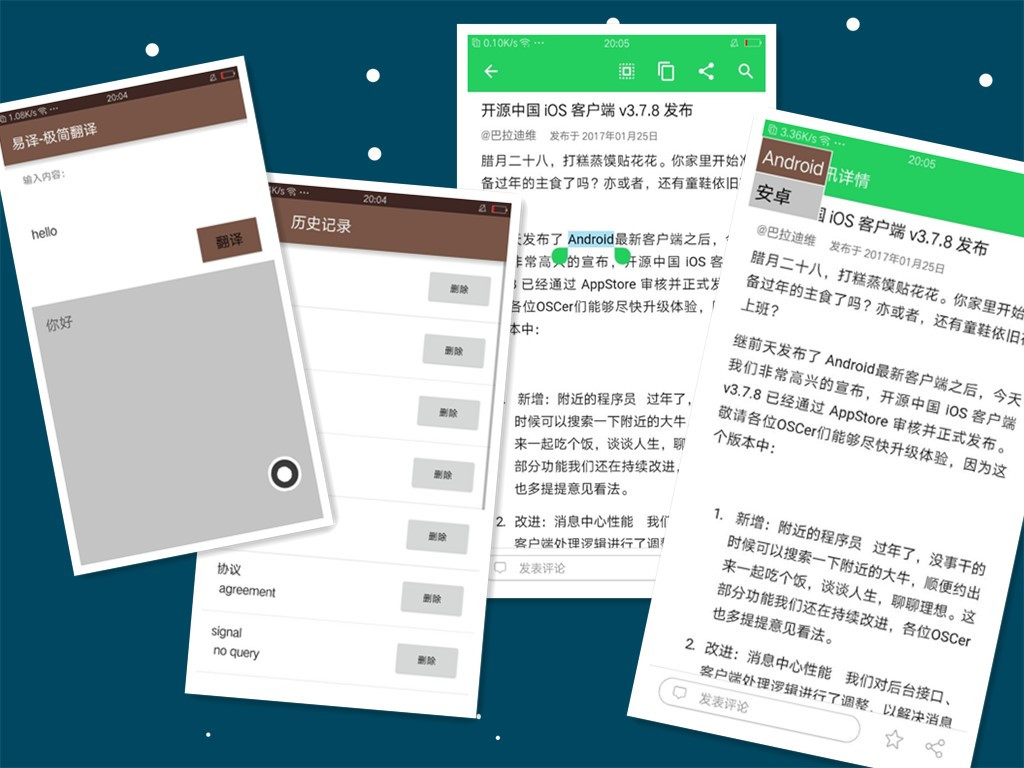 1.08K/s
20:04
易译-极简翻译
输入内容:
hello
翻译
你好
K/s
20:04
历史记录
删除
删除
删除
删除
删除
协议
agreement
删除
signal
no query
删除
0.10K/s
20:05
开源中国 iOS 客户端 v3.7.8 发布
@巴拉迪维 发布于 2017年01月25日
腊月二十八，打糕蒸馍贴花花。你家里开始
备过年的主食了吗？亦或者，还有童鞋依旧
发布了 Android最新客户端之后，
非常高兴的宣布，开源中国 iOS 客
8 已经通过 AppStore 审核并正式发
各位OSCer们能够尽快升级体验，
本中:
新增：附近的程序员 过年了，
时候可以搜索一下附近的大牛
来一起吃个饭，谈谈人生，聊
部分功能我们还在持续改进，
也多提提意见看法。
2. 改进：消息中心性能 我们
客户端处理逻辑进行了调整
发表评论
3.36K/s
20:05
Android
安卓
讯详情
iOS 客户端 v3.7.8 发布
@巴拉迪维 发布于 2017年01月25日
腊月二十八，打糕蒸馍贴花花。你家里开始
备过年的主食了吗？亦或者，还有童鞋依旧在
上班？
继前天发布了 Android最新客户端之后，今天
我们非常高兴的宣布，开源中国 iOS 客户端
v3.7.8 已经通过 AppStore 审核并正式发布。
敬请各位OSCer们能够尽快升级体验，因为这
个版本中:
1. 新增：附近的程序员 过年了，没事干的
时候可以搜索一下附近的大牛，顺便约出
来一起吃个饭，谈谈人生，聊聊理想。这
部分功能我们还在持续改进，各位OSCer
也多提提意见看法。
2. 改进：消息中心性能 我们对后台接口、
客户端处理逻辑进行了调整，以解决消息
发表评论